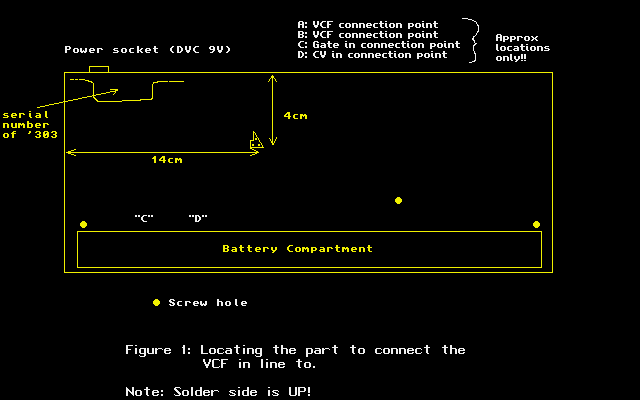 A: VCF connection point
B: VCF connection point
C: Gate in connection point
D: CV in connection point
Approx
locations
only!!
Power socket (DVC 9V)
serial
number
of '303
4cm
14cm
"C" "D"
Battery Compartment
Screw hole
Figure 1: Locating the part to connect the
VCF in line to.
Note: Solder side is UP!